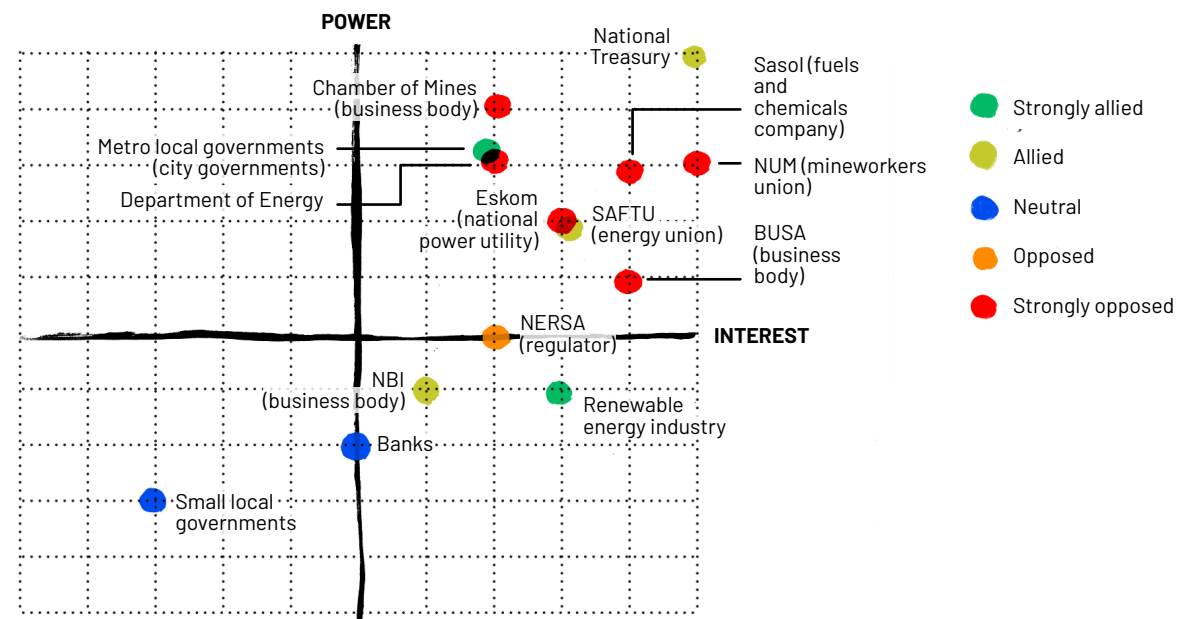 POWER
National
Treasury
Sasol (fuels
and
chemicals
company)
Chamber of Mines
(business body)
Strongly allied
Metro local governments
(city governments)
Allied
NUM (mineworkers
union)
Department of Energy
Eskom
(national
power utility)
SAFTU
(energy union)
Neutral
BUSA
(business
body)
Opposed
Strongly opposed
NERSA
(regulator)
INTEREST
NBI
(business body)
Renewable
energy industry
Banks
Small local
governments